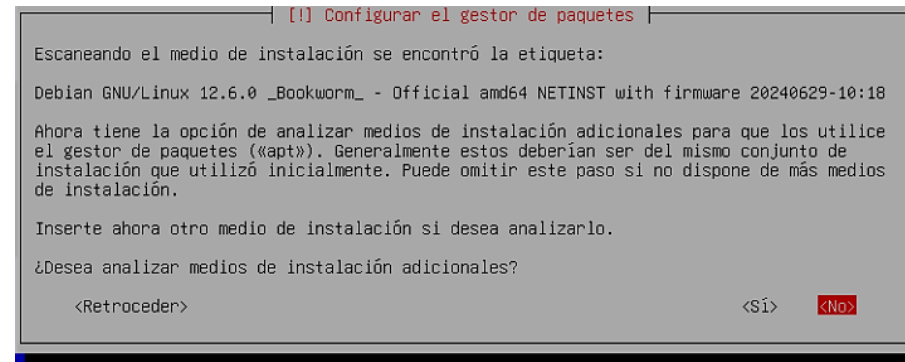 [!] Configurar el gestor de paquetes
Escaneando el medio de instalación se encontró la etiqueta:
Debian GNU/Linux 12.6.0 _Bookworm_ - Official amd64 NETINST with firmware 20240629-10:18
Ahora tiene la opción de analizar medios de instalación adicionales para que los utilice
el gestor de paquetes («apt»). Generalmente estos deberían ser del mismo conjunto de
instalación que utilizó inicialmente. Puede omitir este paso si no dispone de más medios
de instalación.
Inserte ahora otro medio de instalación si desea analizarlo.
¿Desea analizar medios de instalación adicionales?
<Retroceder> <Sí> <No>